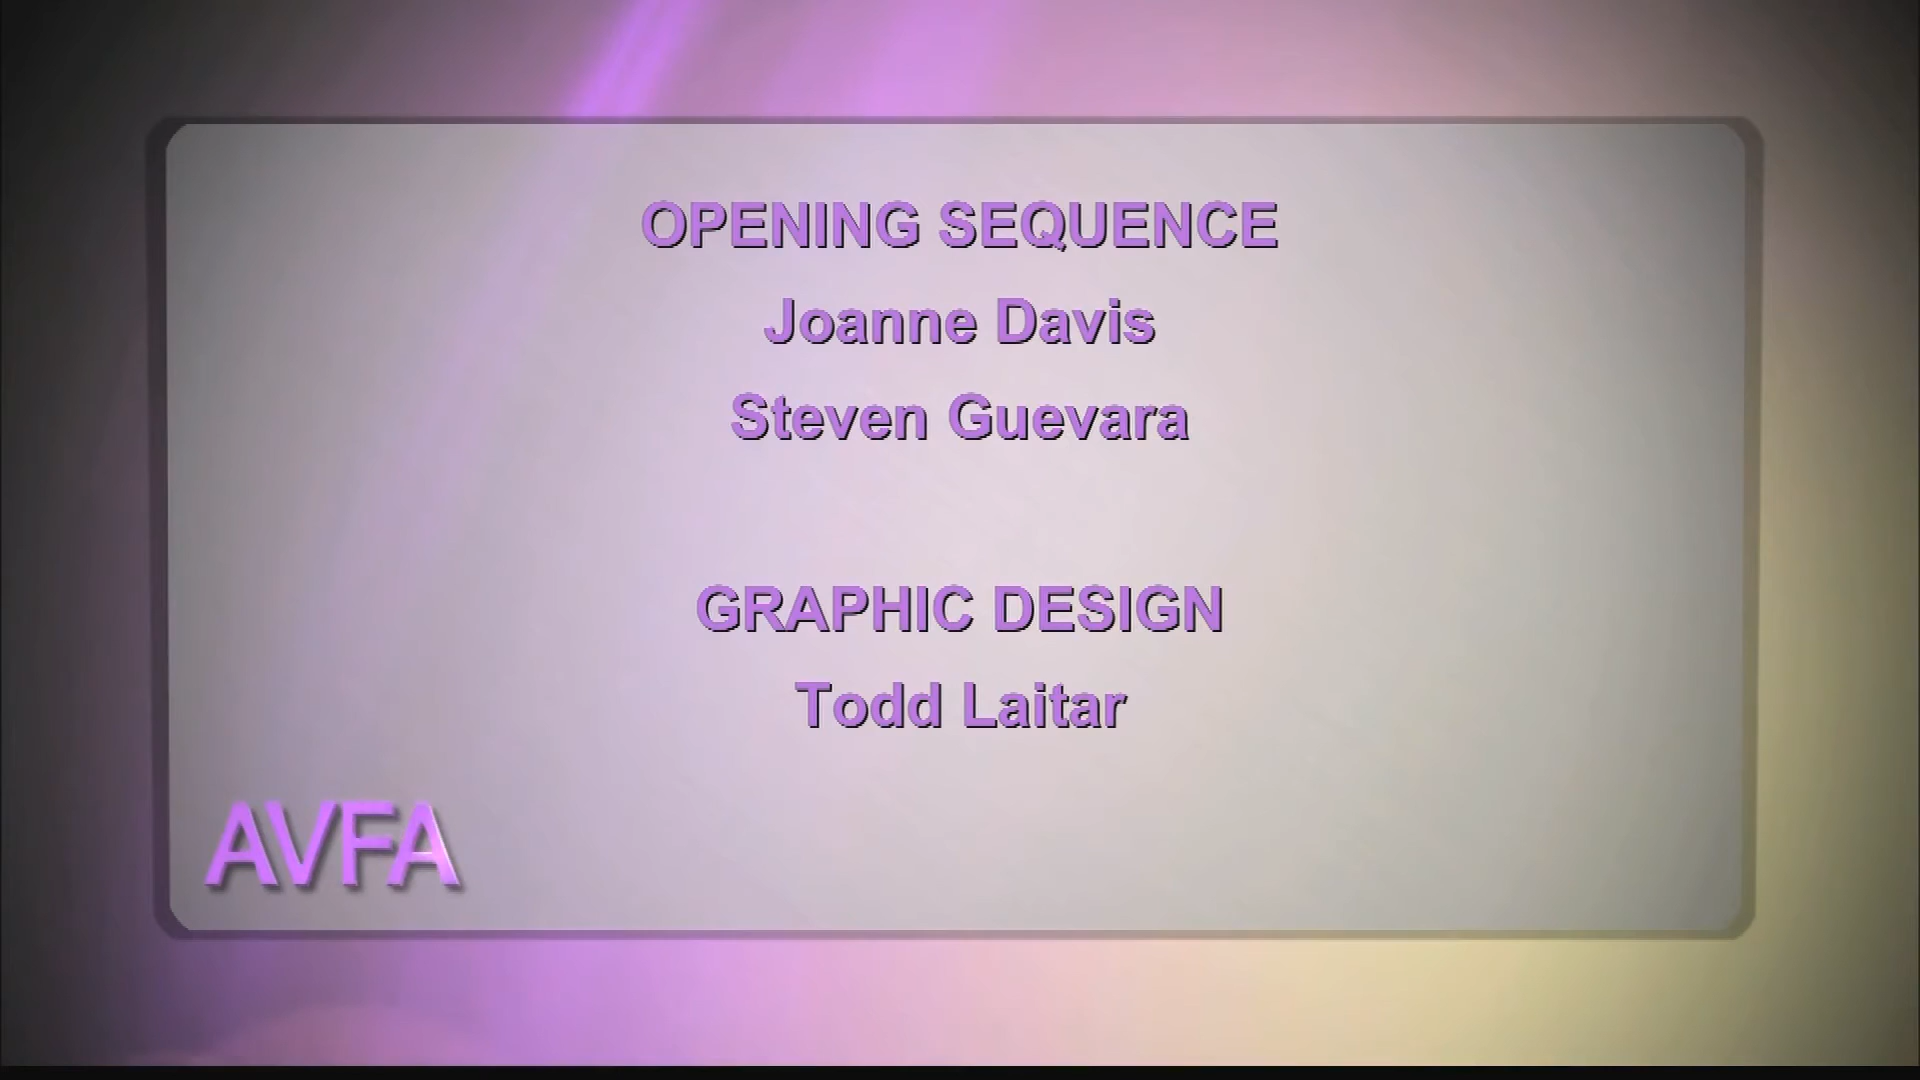 OPENING SEQUENCE
Joanne Davis
Steven Guevara
GRAPHIC DESIGN
Todd Laitar
AVFA